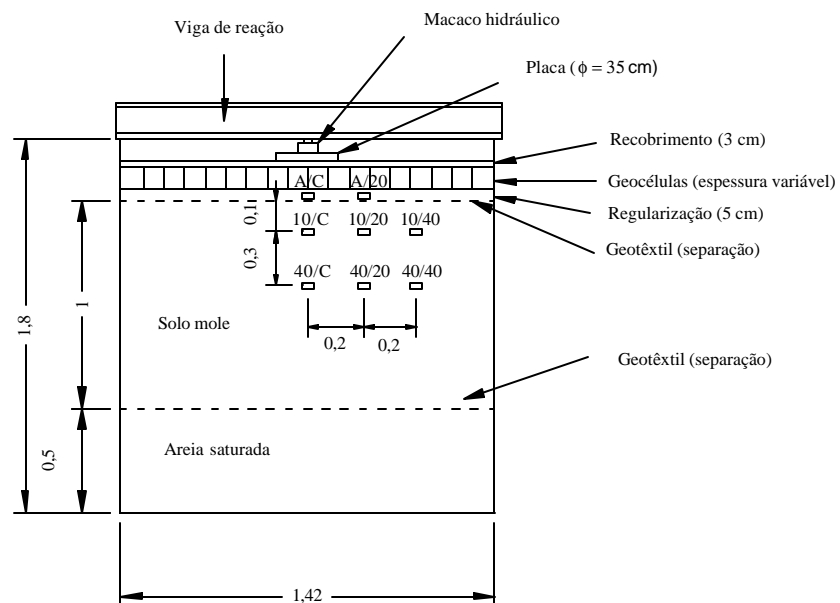 Macaco hidráulico
Viga de reação
Placa (ϕ = 35 cm)
Recobrimento (3 cm)
A/C A/20
Geocélulas (espessura variável)
Regularização (5 cm)
0,1
10/C 10/20 10/40
Geotêxtil (separação)
0,3
40/C 40/20 40/40
1
1,8
Solo mole
0,2 0,2
Geotêxtil (separação)
Areia saturada
0,5
1,42